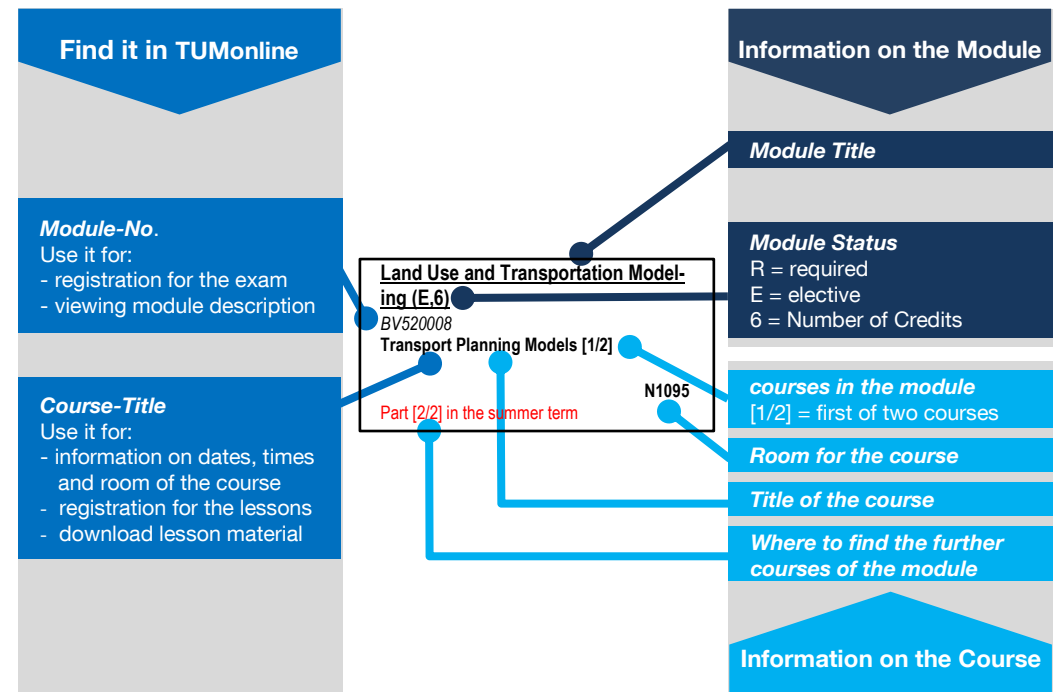 Find it in TUMonline
Module-No.
Use it for:
- registration for the exam
- viewing module description
Course-Title
Use it for:
- information on dates, times
and room of the course
- registration for the lessons
- download lesson material
Land Use and Transportation Model-
ing (E,6)
BV520008
Transport Planning Models [1/2]
N1095
Part [2/2] in the summer term
Information on the Module
Module Title
Module Status
R = required
E = elective
6 = Number of Credits
courses in the module
[1/2] = first of two courses
Room for the course
Title of the course
Where to find the further
courses of the module
Information on the Course